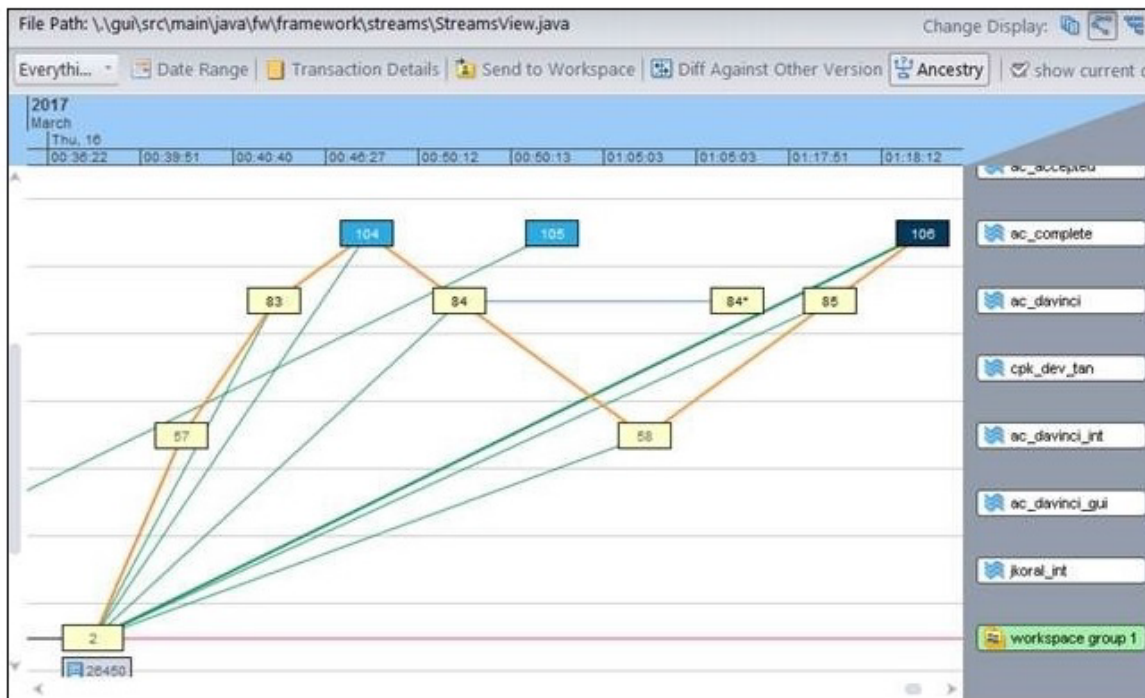 File Path: \.\gui\src\main\java\fw\framework\streams\StreamsView.java Change Display:
Everythi... Date Range Transaction Details Send to Workspace Diff Against Other Version Ancestry show current
2017
March
Thu, 16
00:36:22 00:39:51 00:40:40 00:46:27 00:50:12 00:50:13 01:05:03 01:05:03 01:17:51 01:18:12
ac_accepted
104 105 106 ac_complete
83 84 84* 85 ac_davinci
cpk_dev_tan
57 58 ac_davinci_int
ac_davinci_gui
jkoral_int
2 workspace group 1
26450